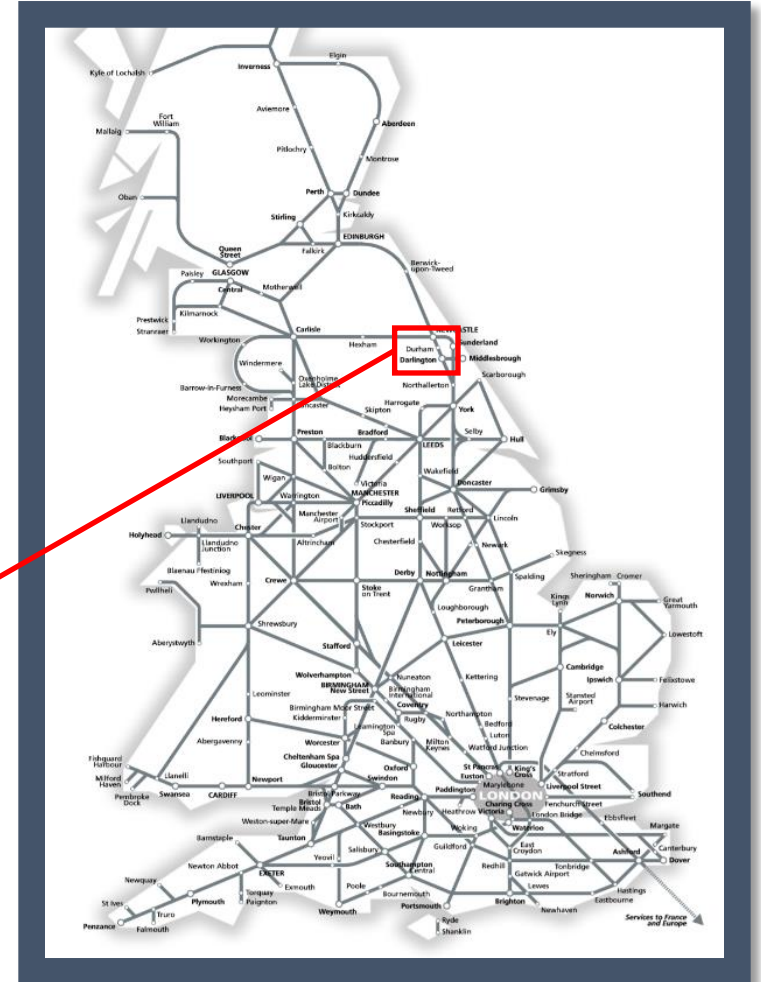 Elgin
Inverness
Kyle of Lochalsh
Aviemore
Fort
William
Mallaig
Aberdeen
Pitlochry
Montrose
Perth
Dundee
Oban
Stirling
Kirkcaldy
EDINBURGH
Queen
Street
Falkirk
Berwick-
upon-Tweed
Paisley
GLASGOW
Central
Motherwell
Prestwick
Kilmarnock
Stranraer
Carlisle
Workington
Hexham
Durham
Sunderland
Darlington
Middlesbrough
Windermere
Scarborough
Oxenholme
Lake District
Northallerton
Barrow-in-Furness
Morecambe
Heysham Port
Harrogate
York
Skipton
Preston
Bradford
Selby
Hull
Blackburn
LEEDS
Huddersfield
Southport
Bolton
Wakefield
Wigan
Victoria
MANCHESTER
Piccadilly
Doncaster
Grimsby
LIVERPOOL
Warrington
Manchester
Airport
Sheffield
Retford
Llandudno
Stockport
Worksop
Lincoln
Holyhead
Chester
Llandudno
Junction
Altrincham
Chesterfield
Newark
Skegness
Blaenau Ffestiniog
Derby
Nottingham
Pwllheli
Wrexham
Crewe
Stoke
on Trent
Grantham
Spalding
Sheringham
Cromer
Kings
Lynn
Norwich
Great
Yarmouth
Loughborough
Shrewsbury
Peterborough
Ely
Lowestoft
Aberystwyth
Stafford
Leicester
Cambridge
Wolverhampton
BIRMINGHAM
New Street
Nuneaton
Birmingham
International
Kettering
Ipswich
Felixstowe
Leominster
Coventry
Stevenage
Stansted
Airport
Birmingham Moor Street
Kidderminster
Rugby
Northampton
Harwich
Hereford
Leamington
Spa
Bedford
Colchester
Abergavenny
Worcester
Banbury
Milton
Keynes
Luton
Watford Junction
Chelmsford
Cheltenham Spa
Gloucester
Oxford
St Pancras
King's
Cross
Euston
Stratford
Fishguard
Harbour
Llanelli
Newport
Swindon
Marylebone
Liverpool Street
Milford
Haven
Paddington
LONDON
Southend
Pembroke
Dock
Swansea
CARDIFF
Bristol Parkway
Reading
Charing Cross
Fenchurch Street
Bristol
Temple Meads
Bath
Newbury
Heathrow
Victoria
London Bridge
Ebbsfleet
Weston-super-Mare
Westbury
Basingstoke
Woking
Waterloo
Margate
Barnstaple
Taunton
Salisbury
Guildford
East
Croydon
Canterbury
Newton Abbot
Yeovil
Southampton
Central
Redhill
Tonbridge
Ashford
Dover
EXETER
Gatwick Airport
Newquay
Exmouth
Poole
Lewes
Hastings
St Ives
Plymouth
Torquay
Paignton
Bournemouth
Eastbourne
Truro
Weymouth
Portsmouth
Brighton
Newhaven
Penzance
Falmouth
Ryde
Shanklin
Services to France
and Europe